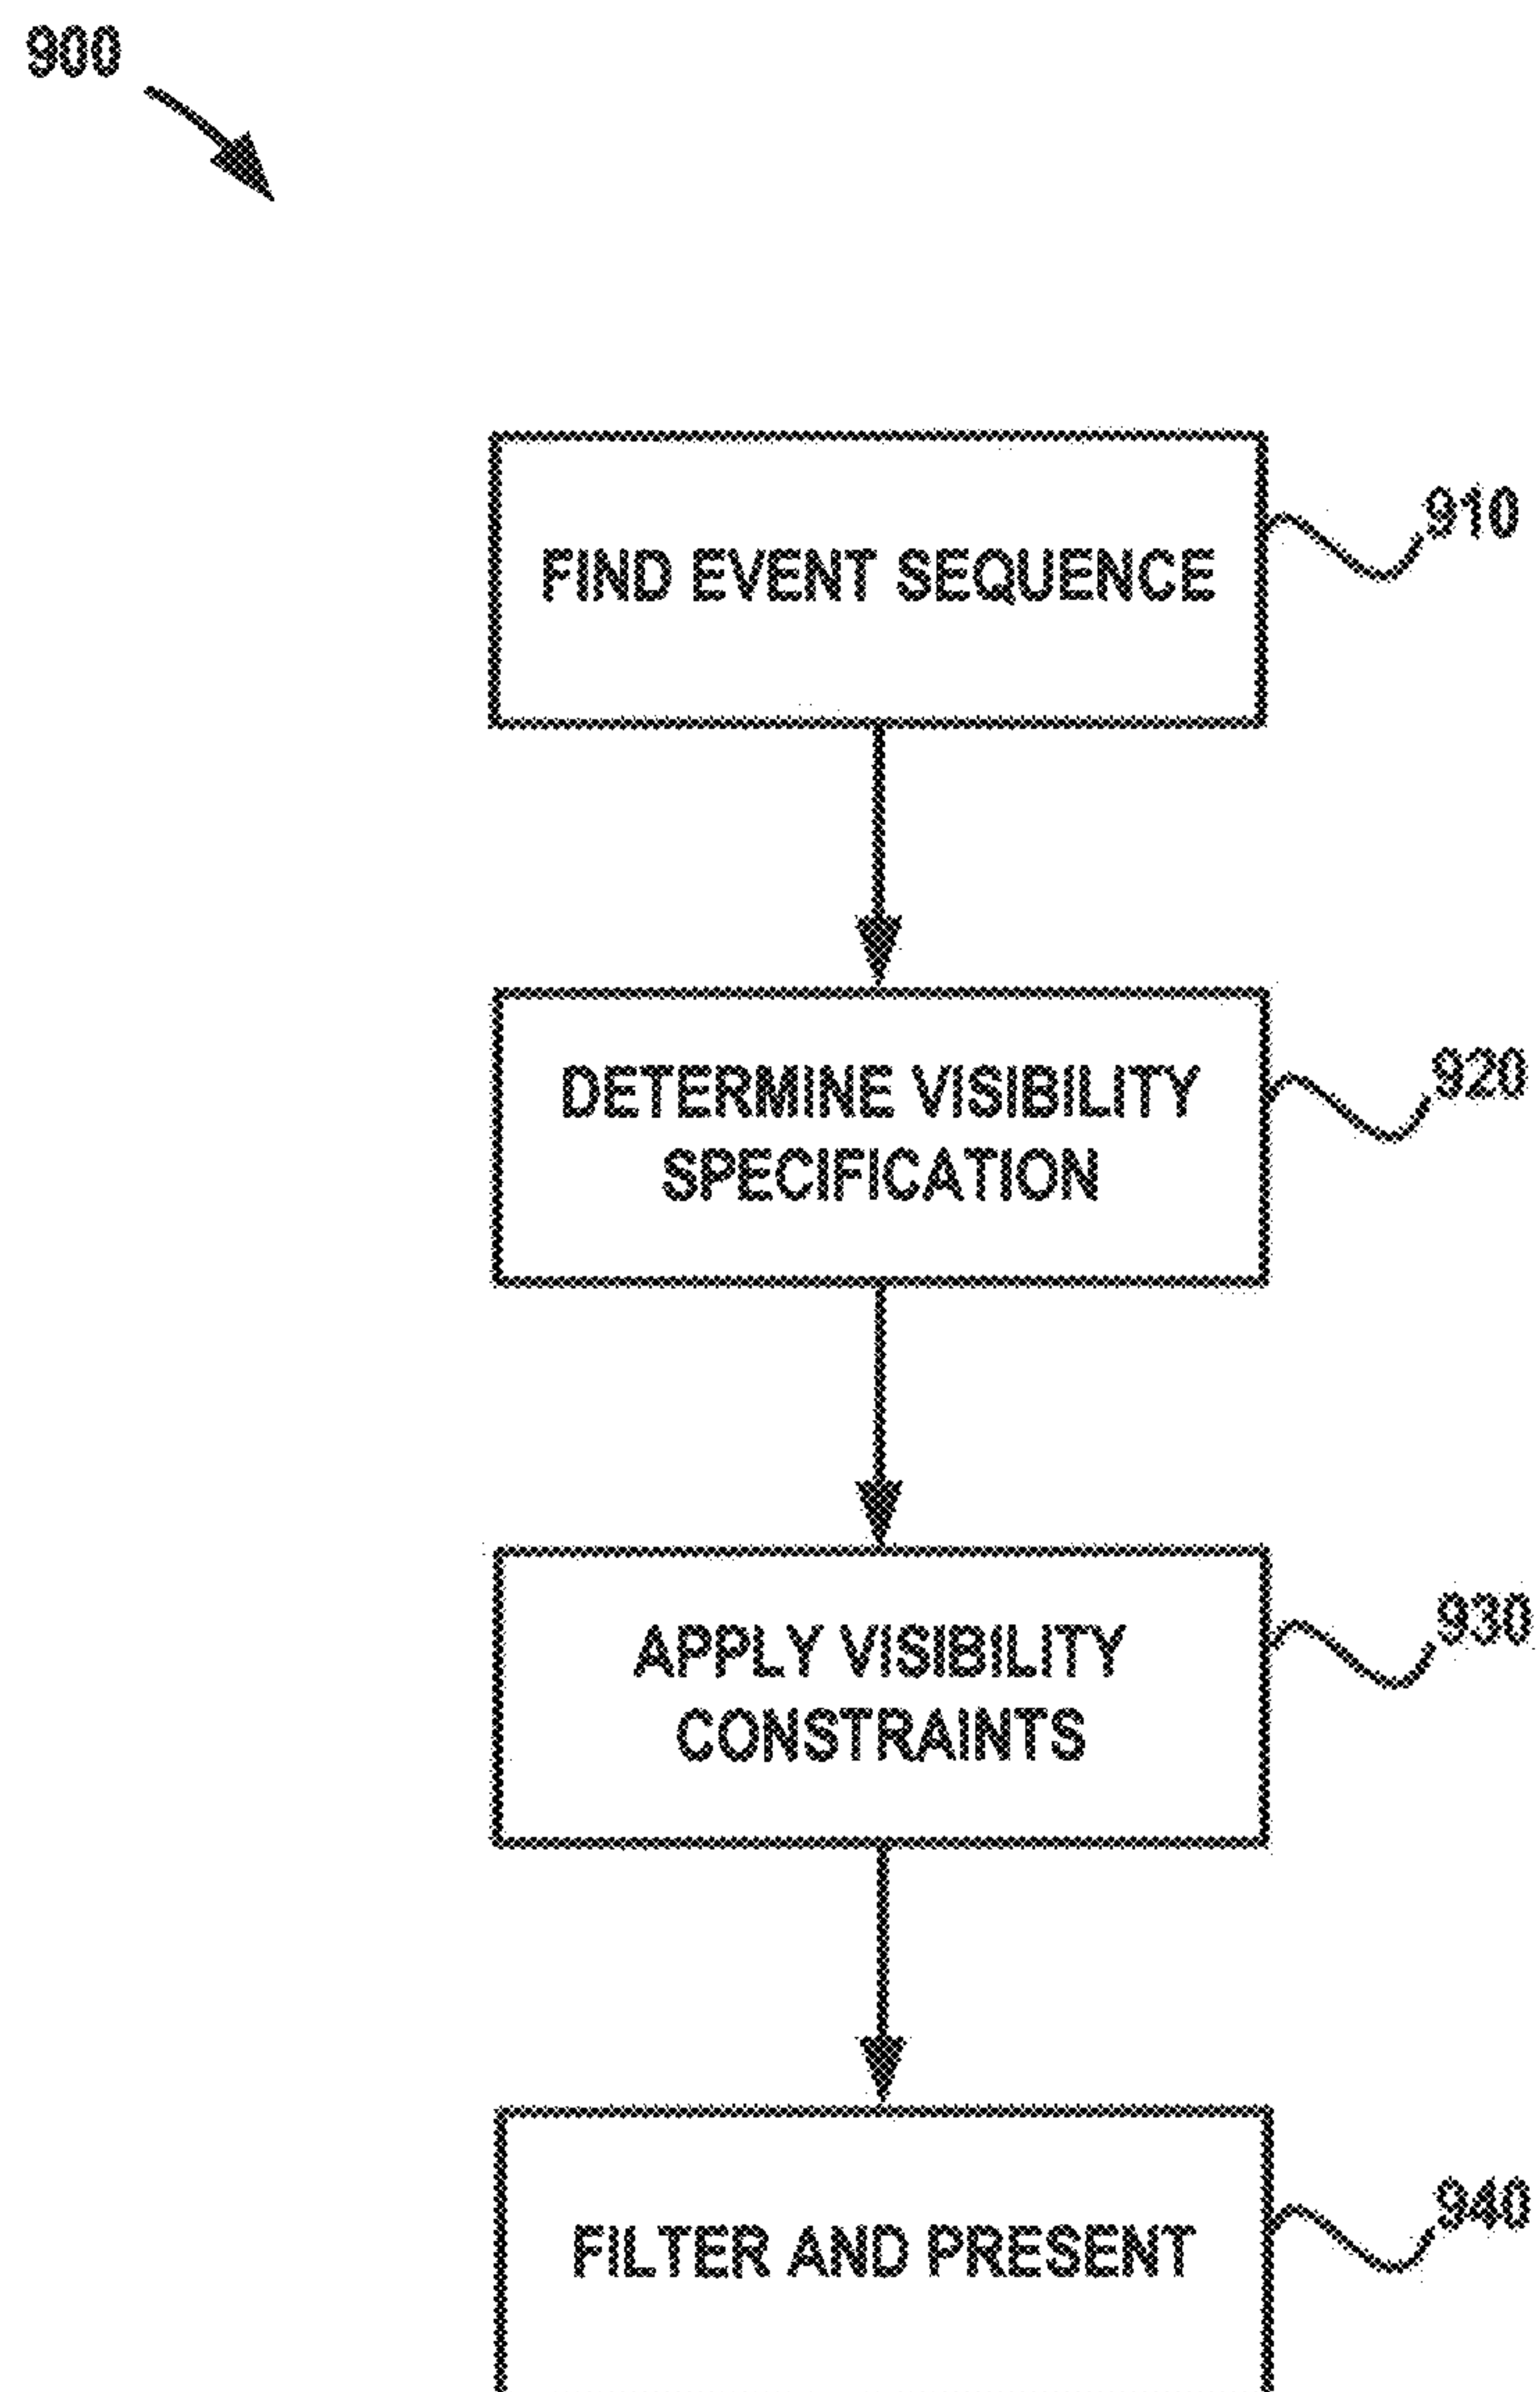 900
FIND EVENT SEQUENCE
910
DETERMINE VISIBILITY
SPECIFICATION
920
APPLY VISIBILITY
CONSTRAINTS
930
FILTER AND PRESENT
940